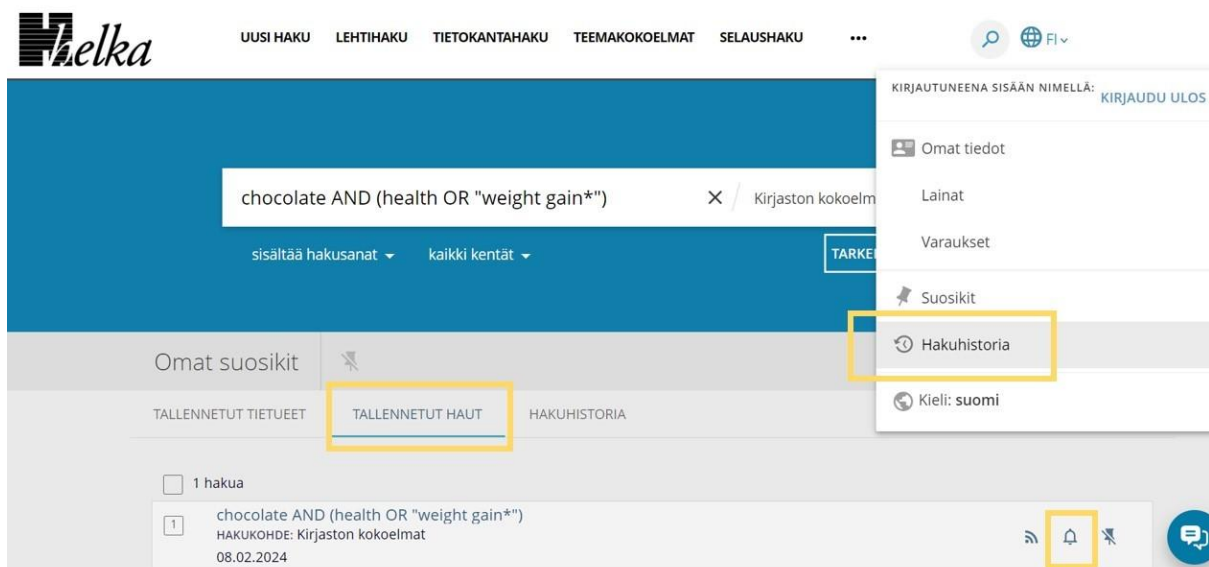 Helka
UUSI HAKU LEHTIHAKU TIETOKANTAHAKU TEEMAKOKOELMAT SELAUSHAKU ••• FI
KIRJAUTUNEENA SISÄÄN NIMELLÄ: KIRJAUDU ULOS
Omat tiedot
Lainat
Varaukset
Suosikit
Hakuhistoria
Kieli: suomi
chocolate AND (health OR "weight gain*") Kirjaston kokoelm
sisältää hakusanat kaikki kentät TARKE
Omat suosikit
TALLENNETUT TIETUEET TALLENNETUT HAUT HAKUHISTORIA
1 hakua
1 chocolate AND (health OR "weight gain*")
HAKUKOHDE: Kirjaston kokoelmat
08.02.2024